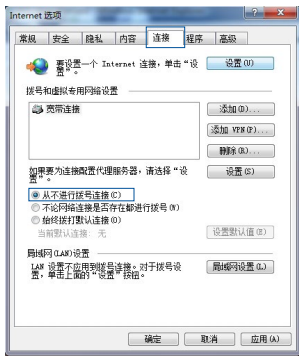 Internet 选项
常规 安全 隐私 内容 连接 程序 高级
要设置一个 Internet 连接，单击“设置”。
设置(U)
拨号和虚拟专用网络设置
宽带连接
添加(D)...
添加 VPN(P)...
删除(R)...
如果要为连接配置代理服务器，请选择“设置”。
设置(S)
从不进行拨号连接(C)
不论网络连接是否存在都进行拨号(W)
始终拨打默认连接(O)
当前默认连接: 无
设置默认值(E)
局域网(LAN)设置
LAN 设置不应用到拨号连接。对于拨号设置，单击上面的“设置”按钮。
局域网设置(L)
确定 取消 应用(A)